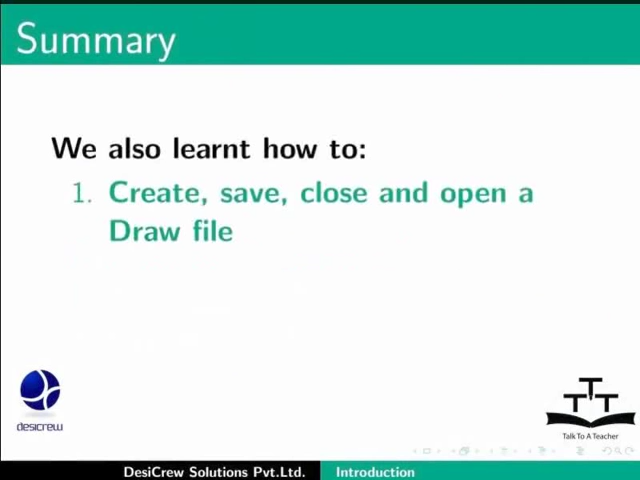 Summary
We also learnt how to:
1. Create, save, close and open a
Draw file
desicrew
TTT
Talk To A Teacher
DesiCrew Solutions Pvt.Ltd. Introduction